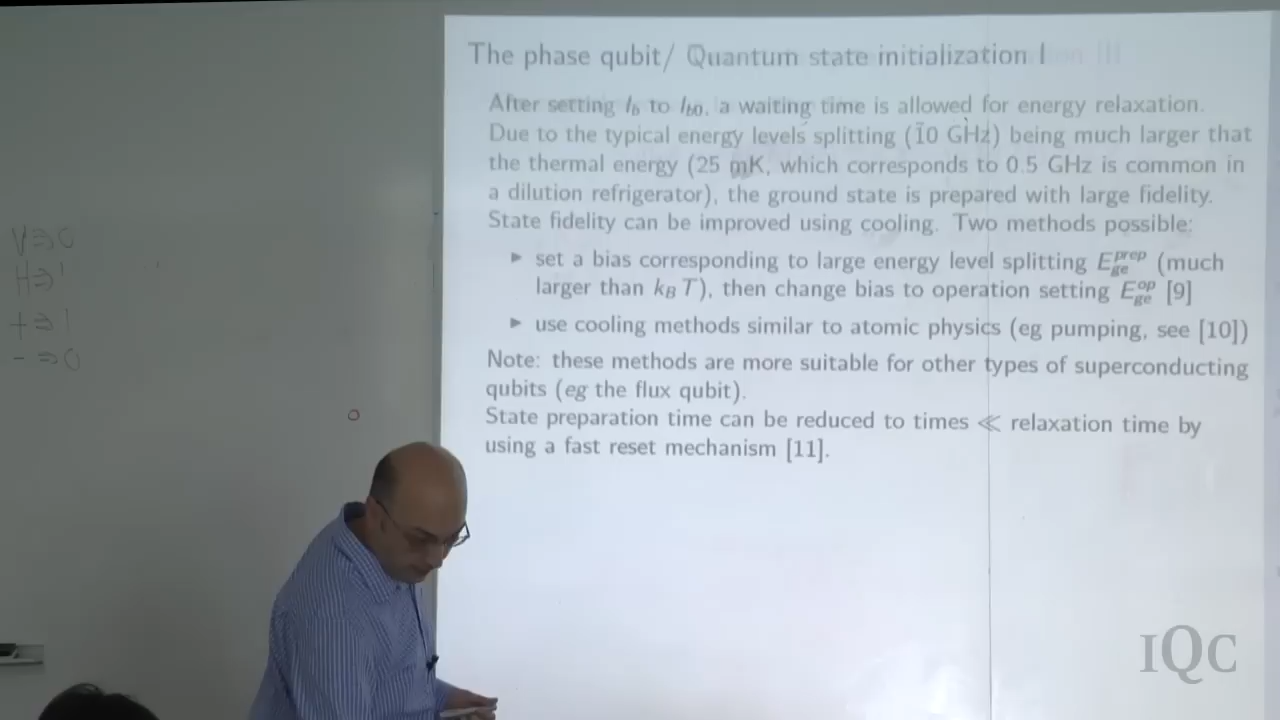 The phase qubit/ Quantum state initialization I
After setting I_b to I_b0, a waiting time is allowed for energy relaxation.
Due to the typical energy levels splitting (1̃0 GHz) being much larger that
the thermal energy (25 mK, which corresponds to 0.5 GHz is common in
a dilution refrigerator), the ground state is prepared with large fidelity.
State fidelity can be improved using cooling. Two methods possible:
▶ set a bias corresponding to large energy level splitting E_ge^prep (much
larger than k_B T), then change bias to operation setting E_ge^op [9]
▶ use cooling methods similar to atomic physics (eg pumping, see [10])
Note: these methods are more suitable for other types of superconducting
qubits (eg the flux qubit).
State preparation time can be reduced to times ≪ relaxation time by
using a fast reset mechanism [11].
V⇒0
H⇒1
+⇒1
-⇒0
IQC